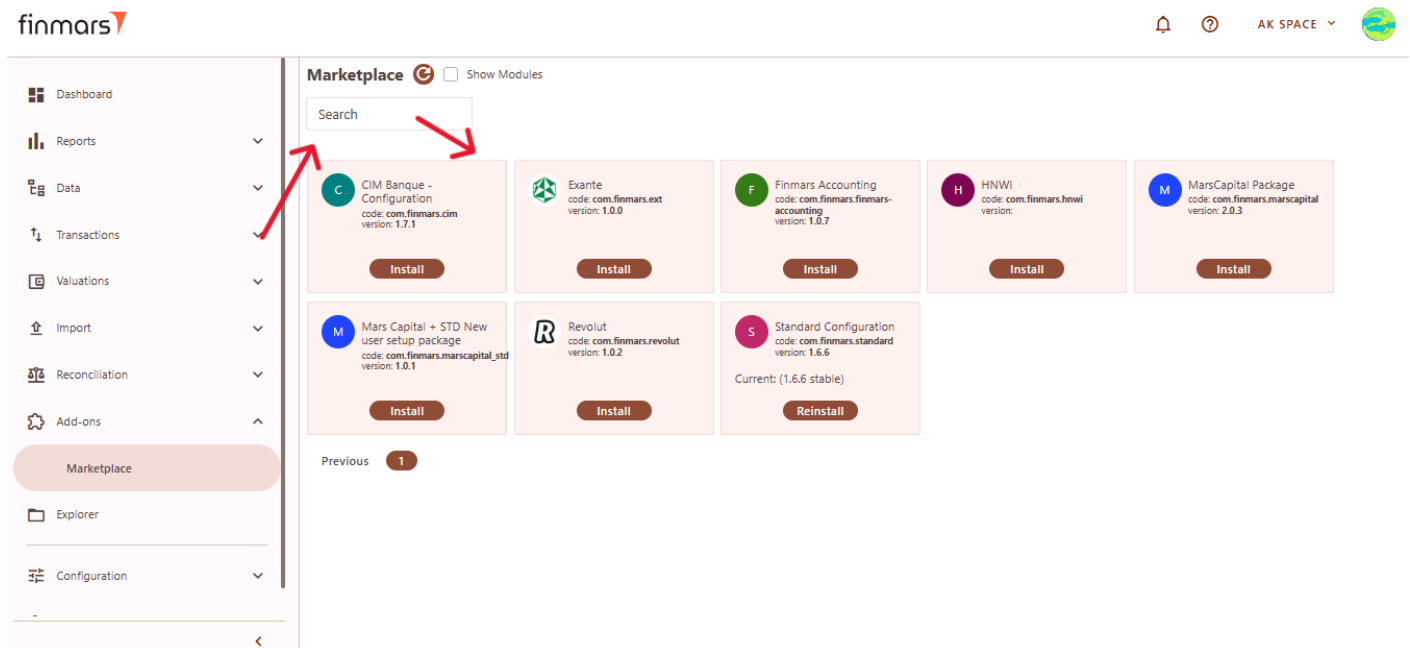 finmars
AK SPACE
Dashboard
Reports
Data
Transactions
Valuations
Import
Reconciliation
Add-ons
Marketplace
Explorer
Configuration
Marketplace
Show Modules
Search
C
CIM Banque -
Configuration
code: com.finmars.cim
version: 1.7.1
Install
Exante
code: com.finmars.ext
version: 1.0.0
Install
F
Finmars Accounting
code: com.finmars.finmars-
accounting
version: 1.0.7
Install
H
HNWI
code: com.finmars.hnwi
version:
Install
M
MarsCapital Package
code: com.finmars.marscapital
version: 2.0.3
Install
M
Mars Capital + STD New
user setup package
code: com.finmars.marscapital_std
version: 1.0.1
Install
R
Revolut
code: com.finmars.revolut
version: 1.0.2
Install
S
Standard Configuration
code: com.finmars.standard
version: 1.6.6
Current: (1.6.6 stable)
Reinstall
Previous 1